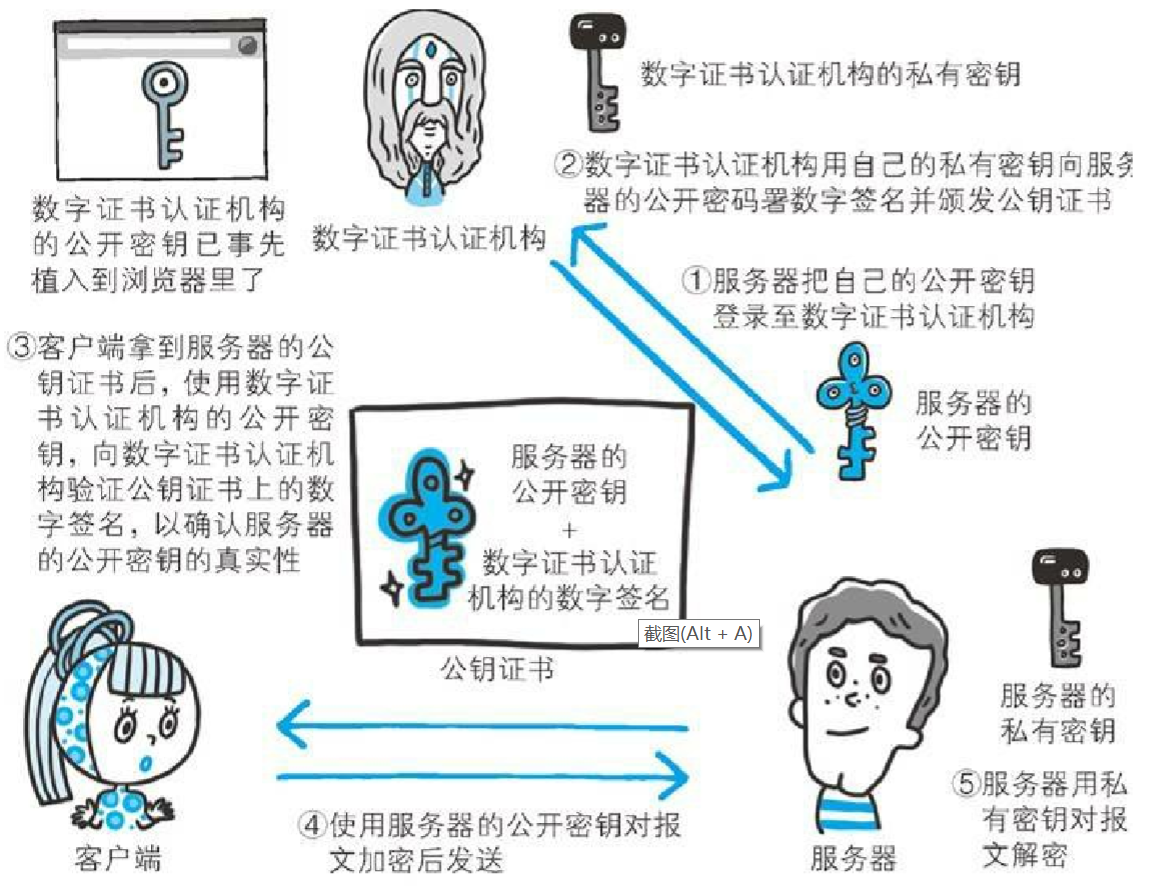 数字证书认证机构
的公开密钥已事先
植入到浏览器里了
数字证书认证机构
数字证书认证机构的私有密钥
②数字证书认证机构用自己的私有密钥向服务
器的公开密码署数字签名并颁发公钥证书
①服务器把自己的公开密钥
登录至数字证书认证机构
服务器的
公开密钥
③客户端拿到服务器的公
钥证书后，使用数字证
书认证机构的公开密
钥，向数字证书认证机
构验证公钥证书上的数
字签名，以确认服务器
的公开密钥的真实性
服务器的
公开密钥
+
数字证书认证
机构的数字签名
截图(Alt + A)
公钥证书
服务器的
私有密钥
④使用服务器的公开密钥对报
文加密后发送
⑤服务器用私
有密钥对报
文解密
客户端
服务器